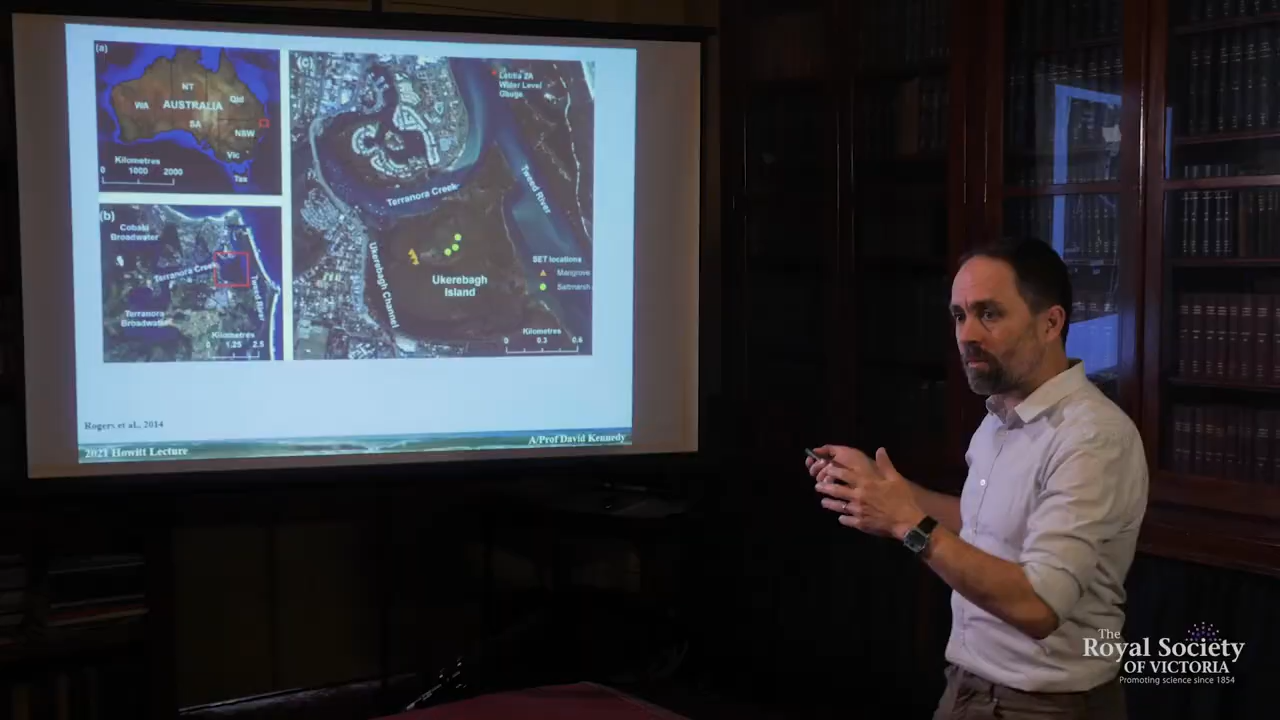 (a)
NT
WA
AUSTRALIA
Qld
SA
NSW
Kilometres
Vic
0 1000 2000
Tas
(b)
Cobaki
Broadwater
Terranora Creek
Tweed River
Terranora
Broadwater
Kilometres
0 1.25 2.5
(c)
Letitia 2A
Water Level
Gauge
Terranora Creek
Tweed River
Ukerebagh Channel
Ukerebagh
Island
SET locations
Mangrove
Saltmarsh
Kilometres
0 0.3 0.6
Rogers et al., 2014
2021 Howitt Lecture
A/Prof David Kennedy
The
Royal Society
OF VICTORIA
Promoting science since 1854